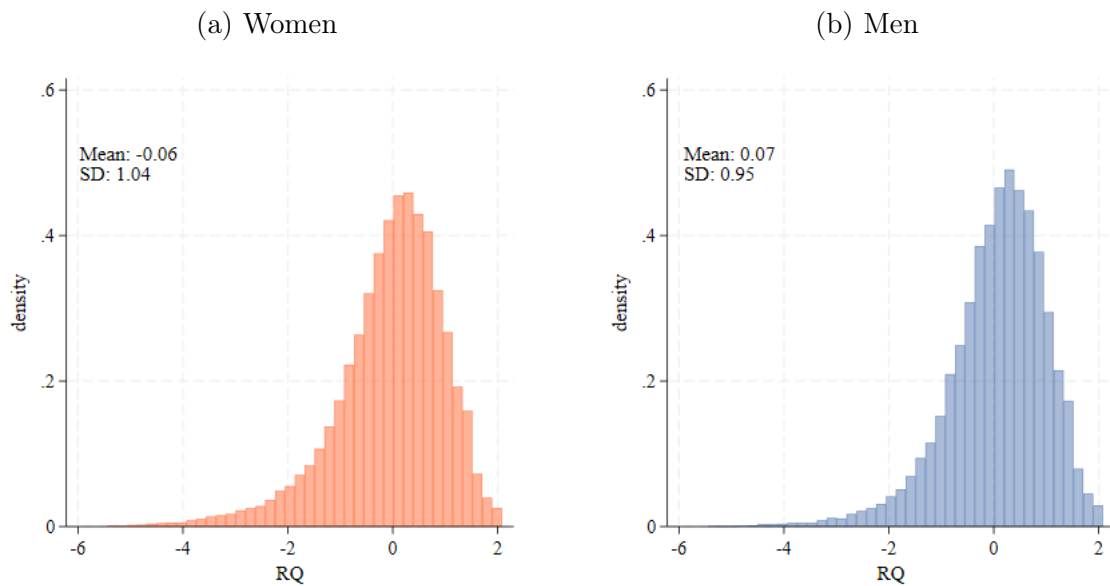 (a) Women
.6
.4
.2
0
density
Mean: -0.06
SD: 1.04
-6 -4 -2 0 2
RQ
(b) Men
.6
.4
.2
0
density
Mean: 0.07
SD: 0.95
-6 -4 -2 0 2
RQ